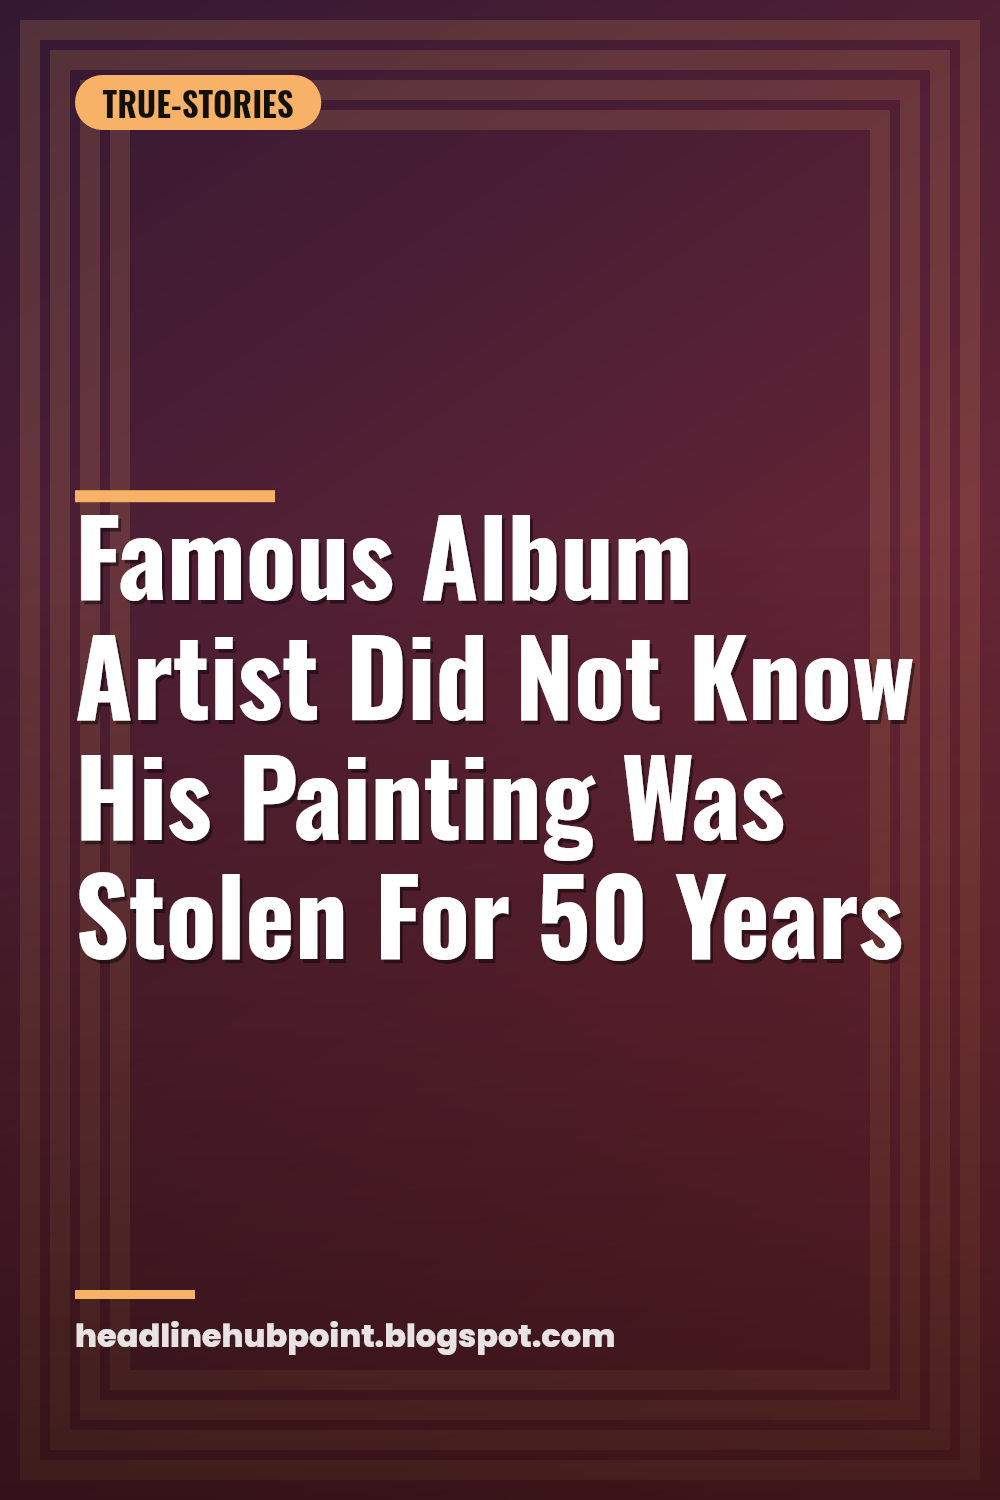 TRUE-STORIES
Famous Album
Artist Did Not Know
His Painting Was
Stolen For 50 Years
headlinehubpoint.blogspot.com